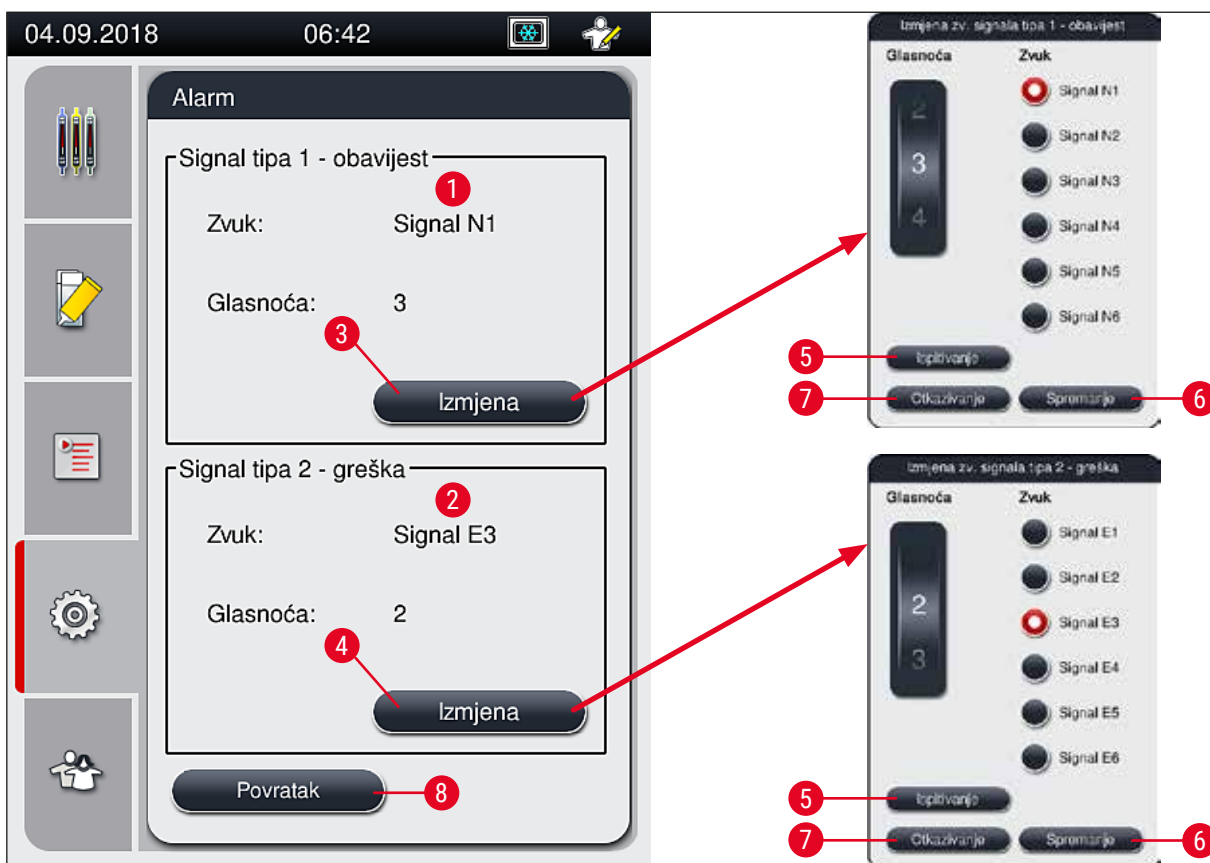 04.09.2018 06:42
Alarm
Signal tipa 1 - obavijest
1
Zvuk: Signal N1
Glasnoća: 3
3
Izmjena
Signal tipa 2 - greška
2
Zvuk: Signal E3
Glasnoća: 2
4
Izmjena
Povratak 8
Izmjena zv. signala tipa 1 - obavijest
Glasnoća Zvuk
2
3
4
Signal N1
Signal N2
Signal N3
Signal N4
Signal N5
Signal N6
5 Ispitivanje
7 Otkazivanje Spremanje 6
Izmjena zv. signala tipa 2 - greška
Glasnoća Zvuk
2
3
Signal E1
Signal E2
Signal E3
Signal E4
Signal E5
Signal E6
5 Ispitivanje
7 Otkazivanje Spremanje 6